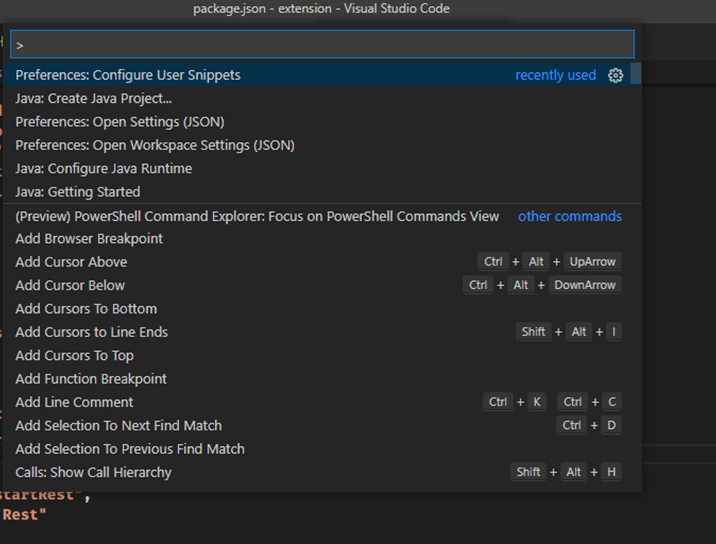 package.json - extension - Visual Studio Code
>
Preferences: Configure User Snippets recently used
Java: Create Java Project...
Preferences: Open Settings (JSON)
Preferences: Open Workspace Settings (JSON)
Java: Configure Java Runtime
Java: Getting Started
(Preview) PowerShell Command Explorer: Focus on PowerShell Commands View other commands
Add Browser Breakpoint
Add Cursor Above Ctrl + Alt + UpArrow
Add Cursor Below Ctrl + Alt + DownArrow
Add Cursors To Bottom
Add Cursors to Line Ends Shift + Alt + I
Add Cursors To Top
Add Function Breakpoint
Add Line Comment Ctrl + K Ctrl + C
Add Selection To Next Find Match Ctrl + D
Add Selection To Previous Find Match
Calls: Show Call Hierarchy Shift + Alt + H
startRest",
Rest"